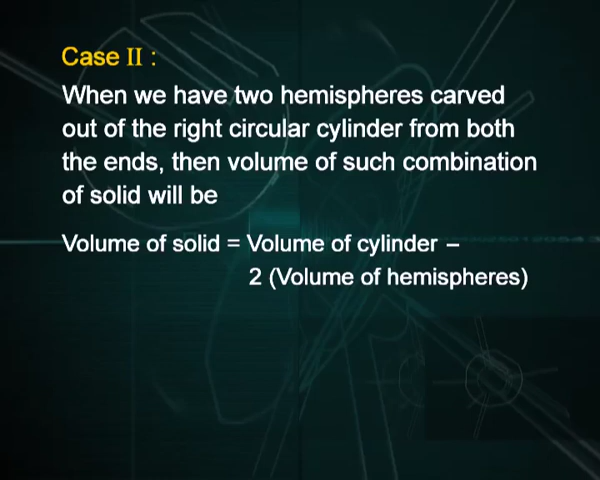 Case II :
When we have two hemispheres carved
out of the right circular cylinder from both
the ends, then volume of such combination
of solid will be
Volume of solid = Volume of cylinder –
2 (Volume of hemispheres)